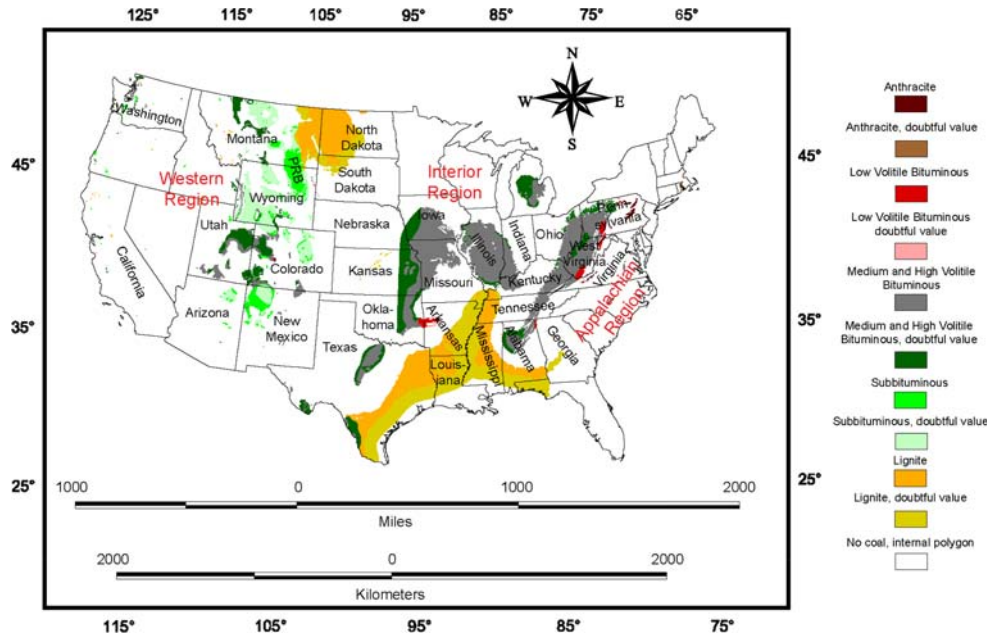 125°
115°
105°
95°
85°
75°
65°
N
W
E
S
45°
35°
25°
45°
35°
25°
Washington
Montana
North
Dakota
South
Dakota
PRB
Wyoming
Western
Region
Interior
Region
Nebraska
Iowa
Utah
Colorado
Kansas
Missouri
Illinois
Indiana
Ohio
Penn-
sylvania
West
Virginia
Virginia
Kentucky
California
Arizona
New
Mexico
Okla-
homa
Arkansas
Tennessee
Appalachian
Region
Texas
Louis-
iana
Mississippi
Alabama
Georgia
1000
0
1000
2000
Miles
2000
0
2000
Kilometers
115°
105°
95°
85°
75°
Anthracite
Anthracite, doubtful value
Low Volitile Bituminous
Low Volitile Bituminous
doubtful value
Medium and High Volitile
Bituminous
Medium and High Volitile
Bituminous, doubtful value
Subbituminous
Subbituminous, doubtful value
Lignite
Lignite, doubtful value
No coal, internal polygon